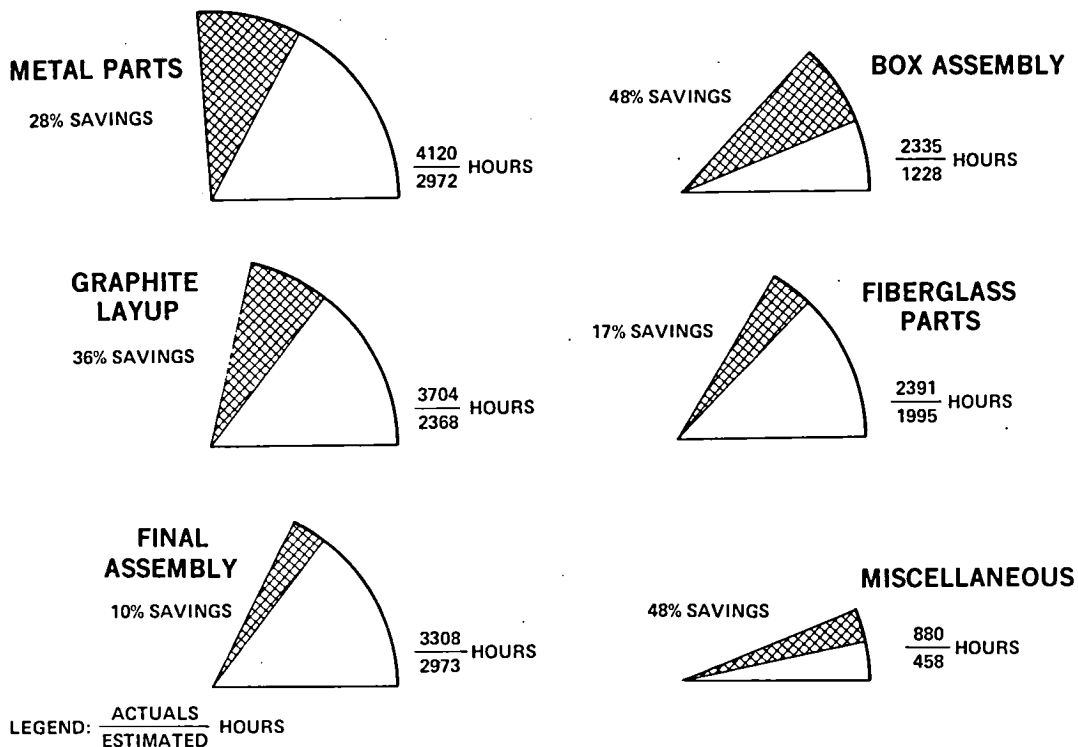 METAL PARTS
28% SAVINGS
4120
2972 HOURS
BOX ASSEMBLY
48% SAVINGS
2335
1228 HOURS
GRAPHITE
LAYUP
36% SAVINGS
3704
2368 HOURS
FIBERGLASS
PARTS
17% SAVINGS
2391
1995 HOURS
FINAL
ASSEMBLY
10% SAVINGS
3308
2973 HOURS
MISCELLANEOUS
48% SAVINGS
880
458 HOURS
LEGEND: ACTUALS
ESTIMATED HOURS